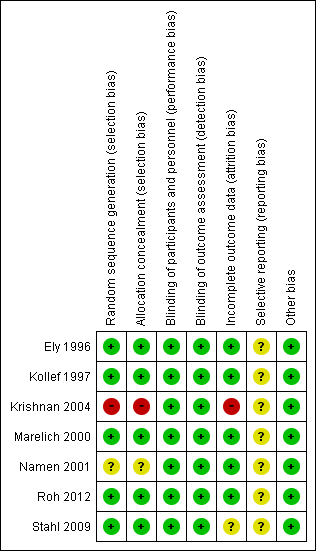 Random sequence generation (selection bias)
Allocation concealment (selection bias)
Blinding of participants and personnel (performance bias)
Blinding of outcome assessment (detection bias)
Incomplete outcome data (attrition bias)
Selective reporting (reporting bias)
Other bias
Ely 1996 + + + + + ? +
Kollef 1997 + + + + + ? +
Krishnan 2004 - - + + - ? +
Marelich 2000 + + + + + ? +
Namen 2001 ? ? + + + ? +
Roh 2012 + + + + + ? +
Stahl 2009 + + + + ? ? +